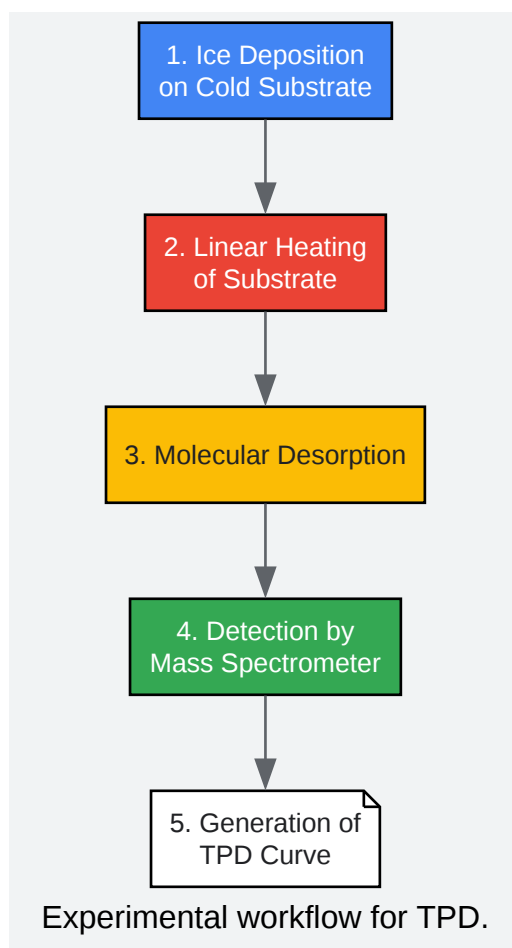 1. Ice Deposition
on Cold Substrate
2. Linear Heating
of Substrate
3. Molecular Desorption
4. Detection by
Mass Spectrometer
5. Generation of
TPD Curve
Experimental workflow for TPD.